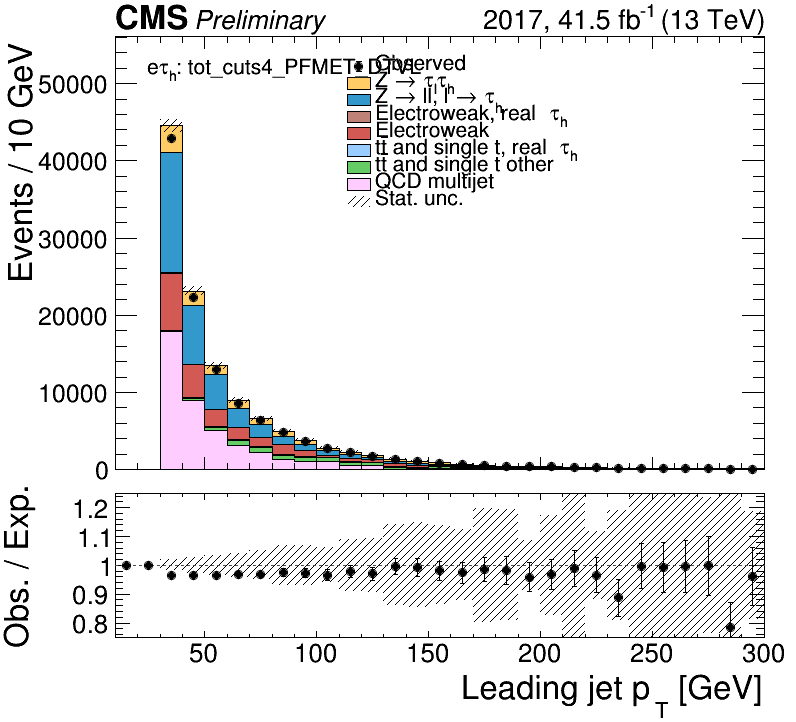 CMS Preliminary 2017, 41.5 fb⁻¹ (13 TeV)
Events / 10 GeV
50000
40000
30000
20000
10000
0
eτh: tot_cuts4_PFMET
Observed
Z → τlτh
Z → ll, l → τh
Electroweak, real τh
Electroweak
tt̄ and single t, real τh
tt̄ and single t other
QCD multijet
Stat. unc.
Obs. / Exp.
1.2
1.1
1
0.9
0.8
50 100 150 200 250 300
Leading jet pT [GeV]